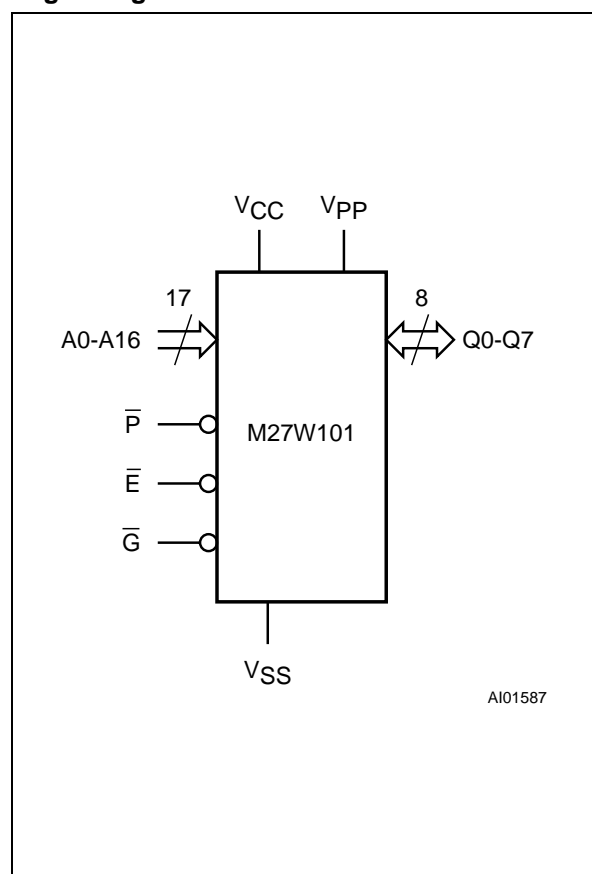 VCC VPP
17 8
A0-A16 Q0-Q7
P̅
M27W101
E̅
G̅
VSS
AI01587